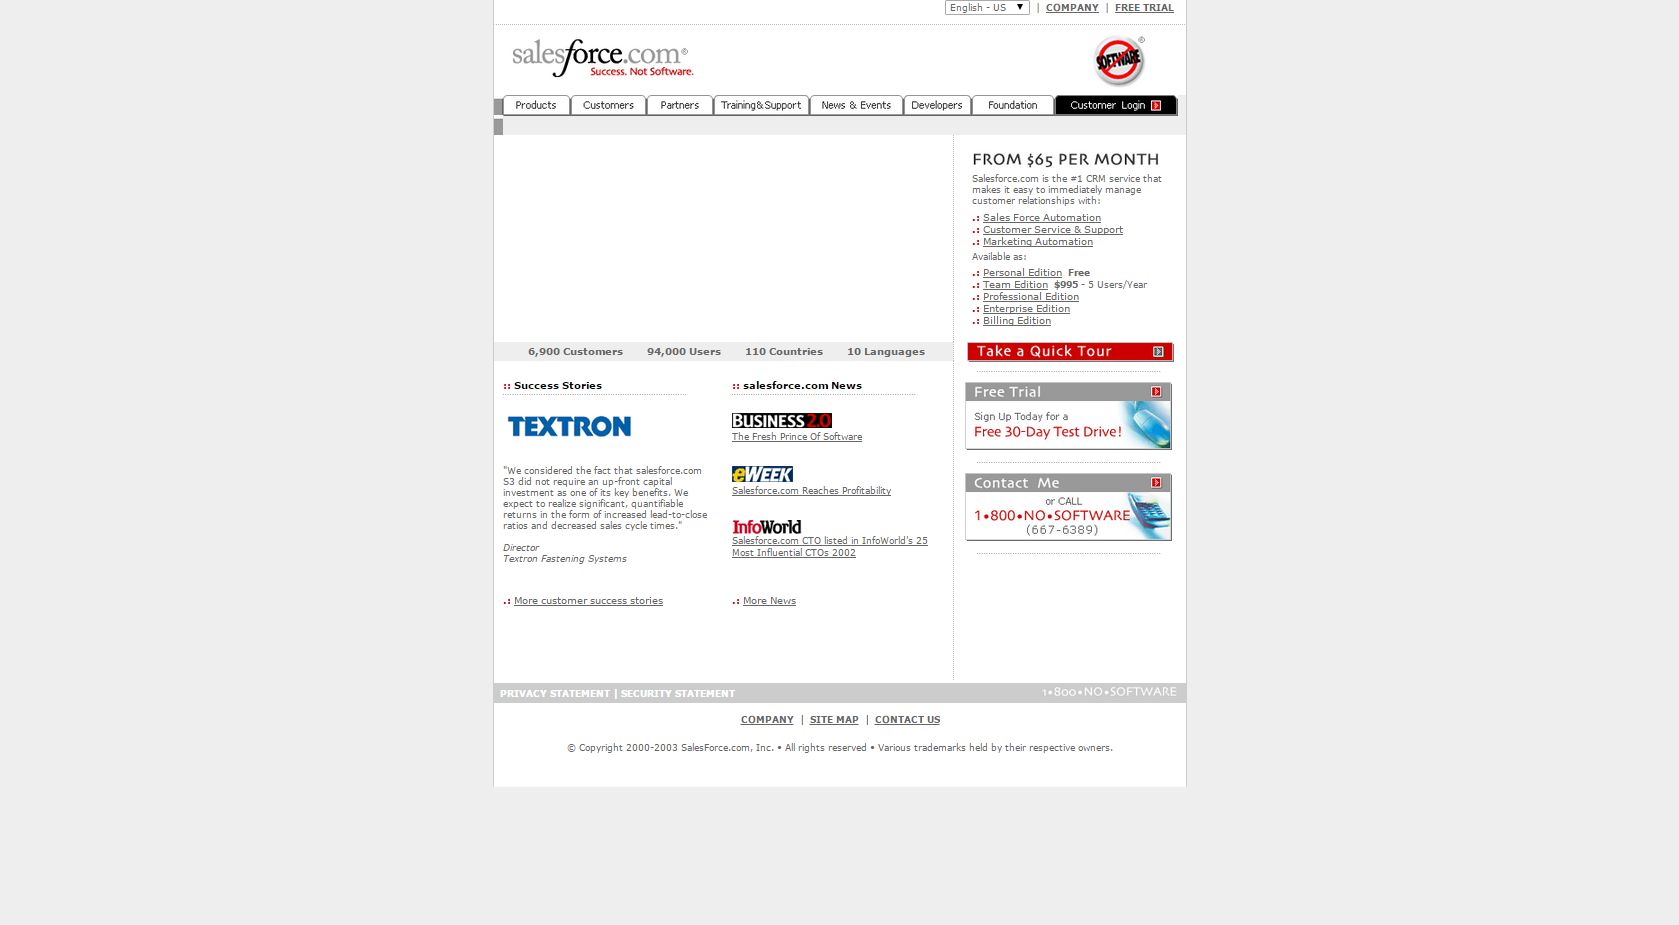 English - US ▼ | COMPANY | FREE TRIAL
salesforce.com®
Success. Not Software.
SOFTWARE ®
Products Customers Partners Training & Support News & Events Developers Foundation Customer Login
FROM $65 PER MONTH
Salesforce.com is the #1 CRM service that
makes it easy to immediately manage
customer relationships with:
.: Sales Force Automation
.: Customer Service & Support
.: Marketing Automation
Available as:
.: Personal Edition Free
.: Team Edition $995 - 5 Users/Year
.: Professional Edition
.: Enterprise Edition
.: Billing Edition
6,900 Customers 94,000 Users 110 Countries 10 Languages
Take a Quick Tour
:: Success Stories
TEXTRON
"We considered the fact that salesforce.com
S3 did not require an up-front capital
investment as one of its key benefits. We
expect to realize significant, quantifiable
returns in the form of increased lead-to-close
ratios and decreased sales cycle times."
Director
Textron Fastening Systems
.: More customer success stories
:: salesforce.com News
BUSINESS 2.0
The Fresh Prince Of Software
eWEEK
Salesforce.com Reaches Profitability
InfoWorld
Salesforce.com CTO listed in InfoWorld's 25
Most Influential CTOs 2002
.: More News
Free Trial
Sign Up Today for a
Free 30-Day Test Drive!
Contact Me
or CALL
1•800•NO•SOFTWARE
(667-6389)
PRIVACY STATEMENT | SECURITY STATEMENT 1•800•NO•SOFTWARE
COMPANY | SITE MAP | CONTACT US
© Copyright 2000-2003 SalesForce.com, Inc. • All rights reserved • Various trademarks held by their respective owners.